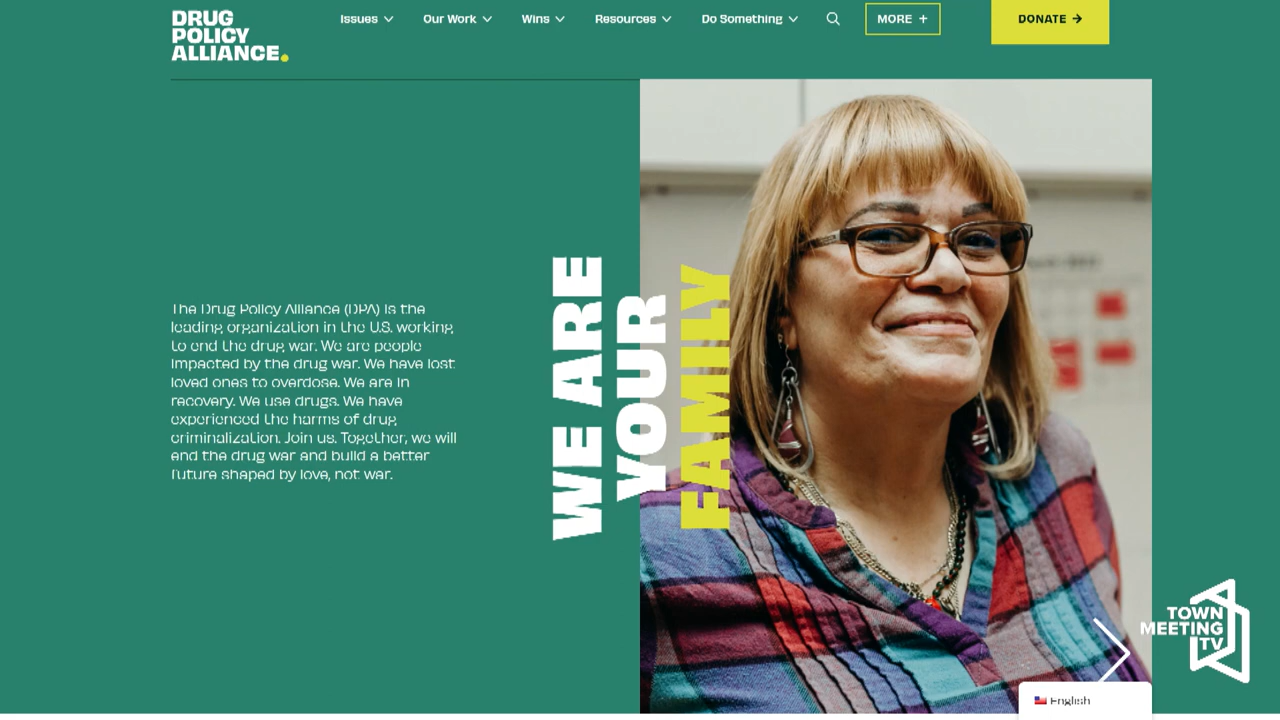 DRUG
POLICY
ALLIANCE.
Issues
Our Work
Wins
Resources
Do Something
MORE +
DONATE →
The Drug Policy Alliance (DPA) is the
leading organization in the U.S. working
to end the drug war. We are people
impacted by the drug war. We have lost
loved ones to overdose. We are in
recovery. We use drugs. We have
experienced the harms of drug
criminalization. Join us. Together, we will
end the drug war and build a better
future shaped by love, not war.
WE ARE
YOUR
FAMILY
TOWN
MEETING
TV
English